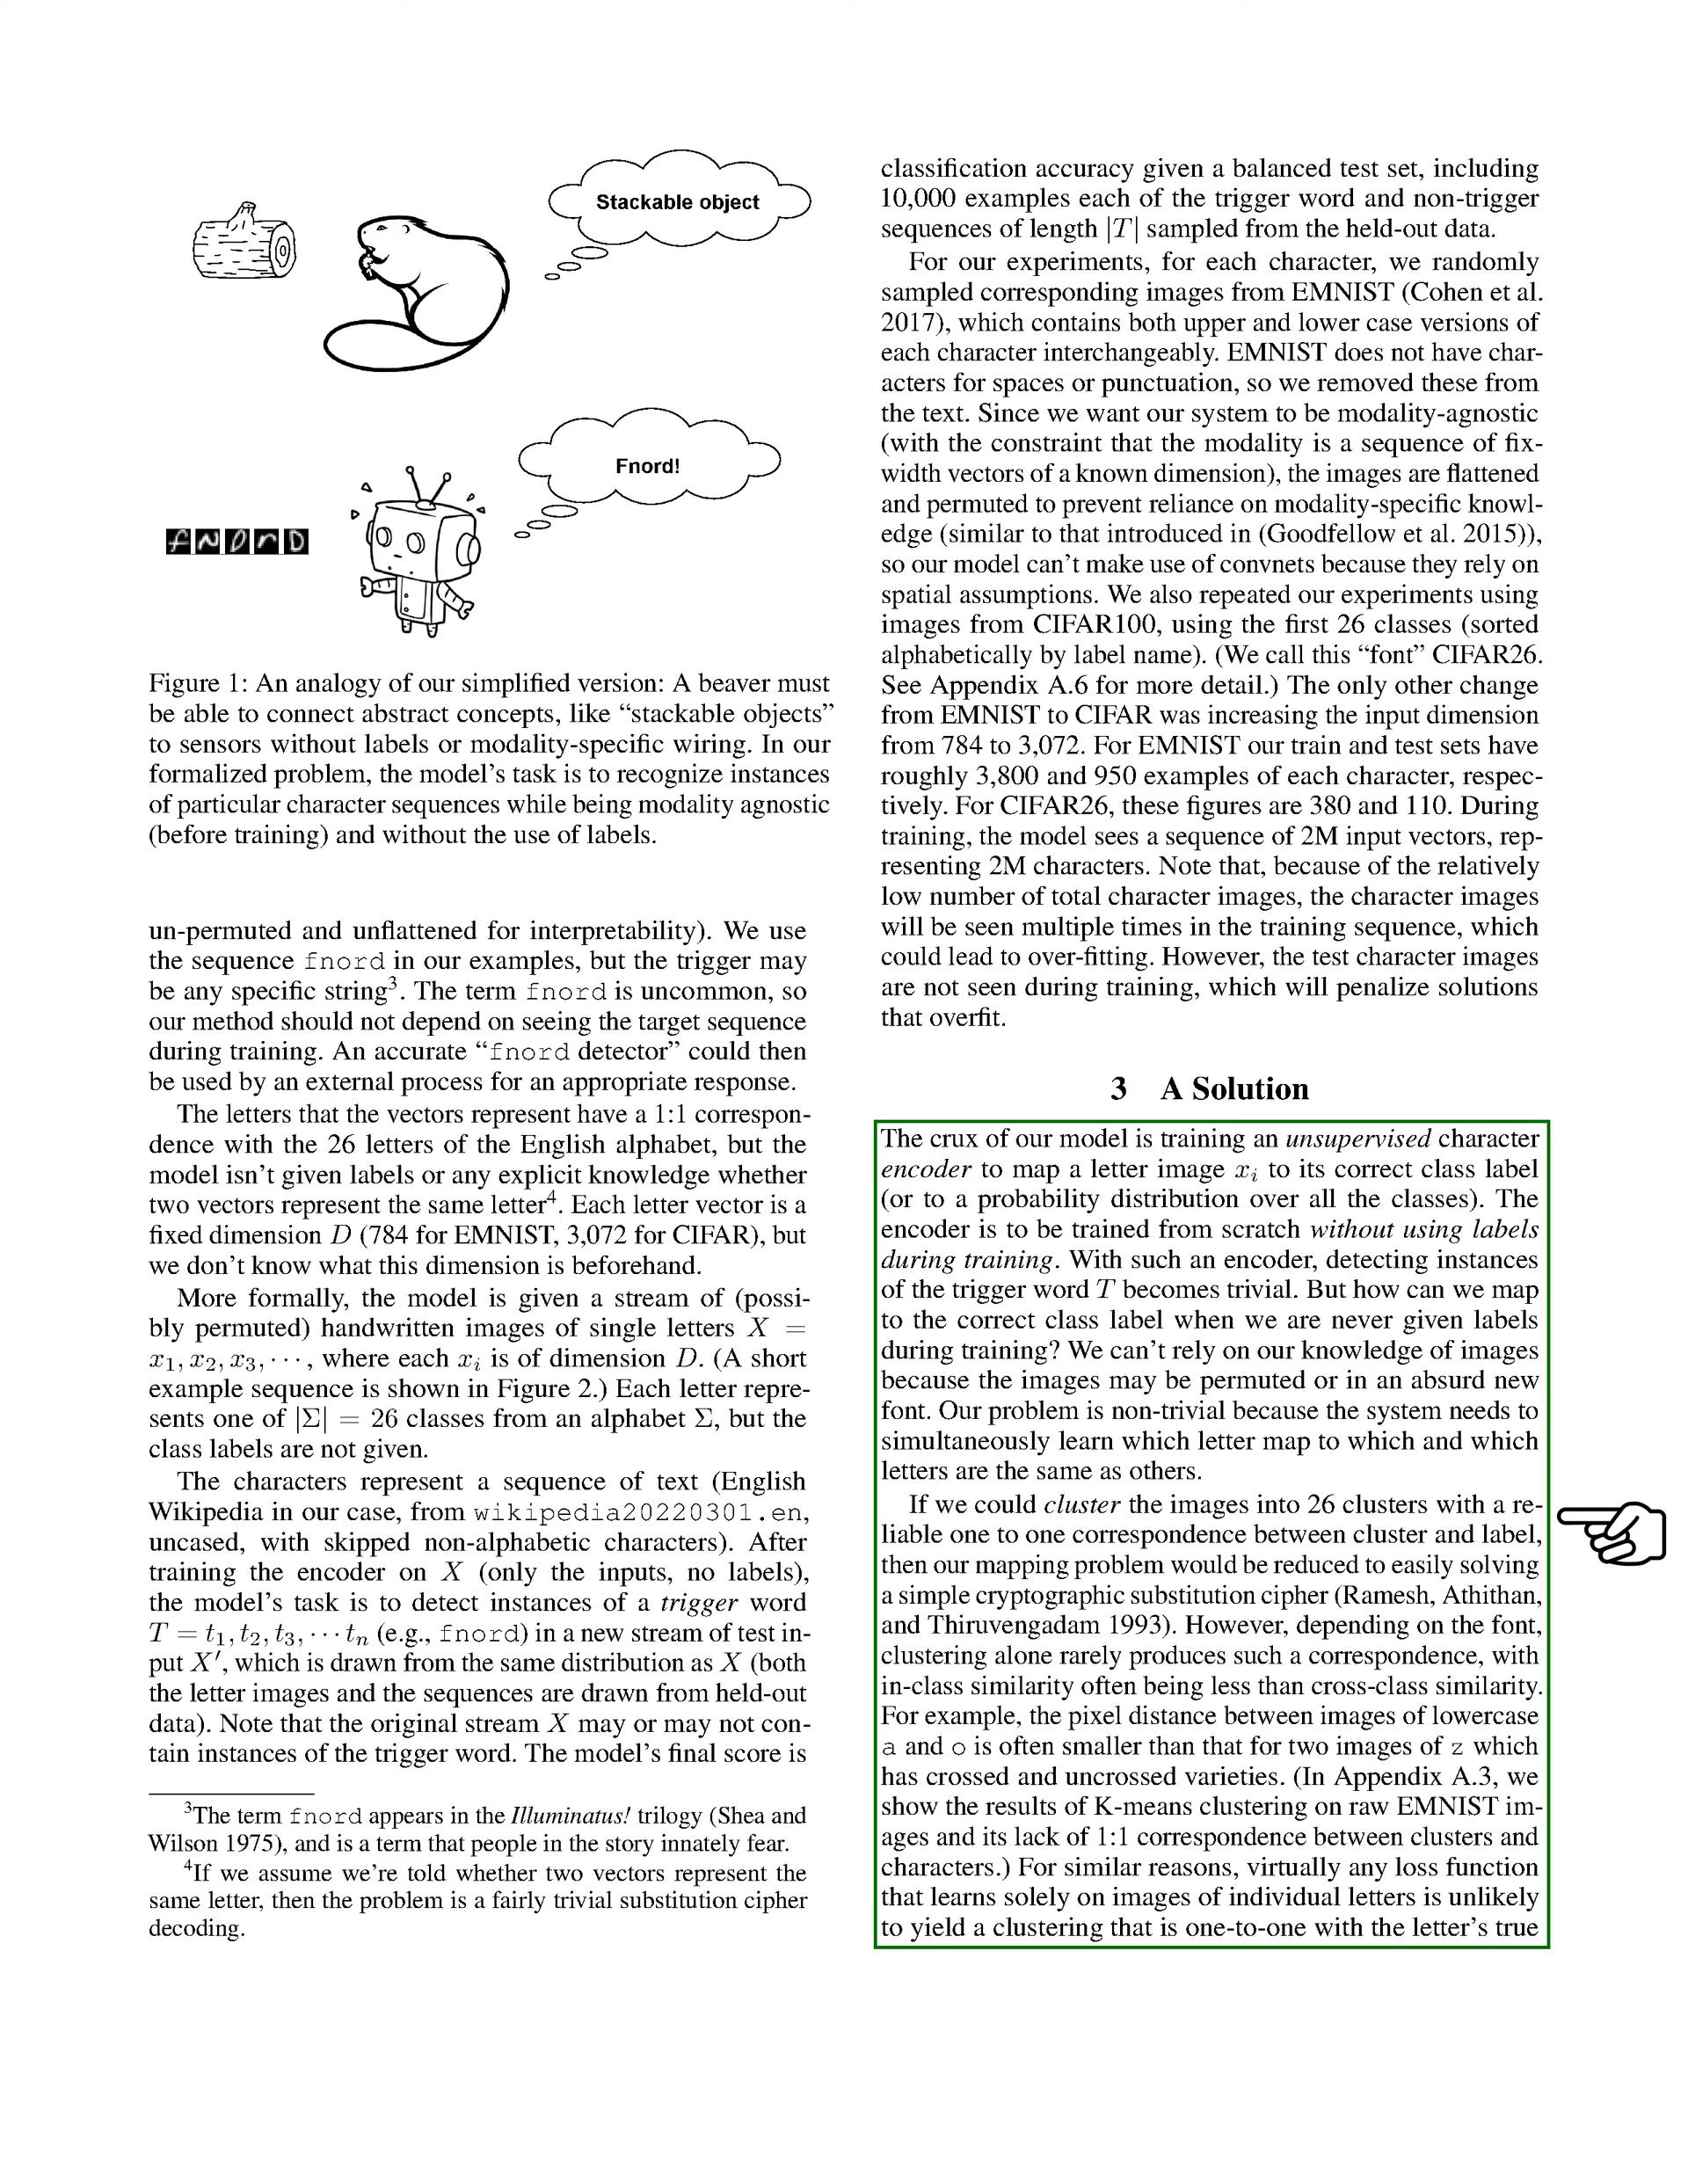 Stackable object
Fnord!
fNOrD
Figure 1: An analogy of our simplified version: A beaver must
be able to connect abstract concepts, like “stackable objects”
to sensors without labels or modality-specific wiring. In our
formalized problem, the model’s task is to recognize instances
of particular character sequences while being modality agnostic
(before training) and without the use of labels.
un-permuted and unflattened for interpretability). We use
the sequence fnord in our examples, but the trigger may
be any specific string³. The term fnord is uncommon, so
our method should not depend on seeing the target sequence
during training. An accurate “fnord detector” could then
be used by an external process for an appropriate response.
The letters that the vectors represent have a 1:1 correspon-
dence with the 26 letters of the English alphabet, but the
model isn’t given labels or any explicit knowledge whether
two vectors represent the same letter⁴. Each letter vector is a
fixed dimension D (784 for EMNIST, 3,072 for CIFAR), but
we don’t know what this dimension is beforehand.
More formally, the model is given a stream of (possi-
bly permuted) handwritten images of single letters X =
x₁, x₂, x₃, · · · , where each xᵢ is of dimension D. (A short
example sequence is shown in Figure 2.) Each letter repre-
sents one of |Σ| = 26 classes from an alphabet Σ, but the
class labels are not given.
The characters represent a sequence of text (English
Wikipedia in our case, from wikipedia20220301.en,
uncased, with skipped non-alphabetic characters). After
training the encoder on X (only the inputs, no labels),
the model’s task is to detect instances of a trigger word
T = t₁, t₂, t₃, · · · tₙ (e.g., fnord) in a new stream of test in-
put X′, which is drawn from the same distribution as X (both
the letter images and the sequences are drawn from held-out
data). Note that the original stream X may or may not con-
tain instances of the trigger word. The model’s final score is
³The term fnord appears in the Illuminatus! trilogy (Shea and
Wilson 1975), and is a term that people in the story innately fear.
⁴If we assume we’re told whether two vectors represent the
same letter, then the problem is a fairly trivial substitution cipher
decoding.
classification accuracy given a balanced test set, including
10,000 examples each of the trigger word and non-trigger
sequences of length |T| sampled from the held-out data.
For our experiments, for each character, we randomly
sampled corresponding images from EMNIST (Cohen et al.
2017), which contains both upper and lower case versions of
each character interchangeably. EMNIST does not have char-
acters for spaces or punctuation, so we removed these from
the text. Since we want our system to be modality-agnostic
(with the constraint that the modality is a sequence of fix-
width vectors of a known dimension), the images are flattened
and permuted to prevent reliance on modality-specific knowl-
edge (similar to that introduced in (Goodfellow et al. 2015)),
so our model can’t make use of convnets because they rely on
spatial assumptions. We also repeated our experiments using
images from CIFAR100, using the first 26 classes (sorted
alphabetically by label name). (We call this “font” CIFAR26.
See Appendix A.6 for more detail.) The only other change
from EMNIST to CIFAR was increasing the input dimension
from 784 to 3,072. For EMNIST our train and test sets have
roughly 3,800 and 950 examples of each character, respec-
tively. For CIFAR26, these figures are 380 and 110. During
training, the model sees a sequence of 2M input vectors, rep-
resenting 2M characters. Note that, because of the relatively
low number of total character images, the character images
will be seen multiple times in the training sequence, which
could lead to over-fitting. However, the test character images
are not seen during training, which will penalize solutions
that overfit.
3 A Solution
The crux of our model is training an unsupervised character
encoder to map a letter image xᵢ to its correct class label
(or to a probability distribution over all the classes). The
encoder is to be trained from scratch without using labels
during training. With such an encoder, detecting instances
of the trigger word T becomes trivial. But how can we map
to the correct class label when we are never given labels
during training? We can’t rely on our knowledge of images
because the images may be permuted or in an absurd new
font. Our problem is non-trivial because the system needs to
simultaneously learn which letter map to which and which
letters are the same as others.
If we could cluster the images into 26 clusters with a re-
liable one to one correspondence between cluster and label,
then our mapping problem would be reduced to easily solving
a simple cryptographic substitution cipher (Ramesh, Athithan,
and Thiruvengadam 1993). However, depending on the font,
clustering alone rarely produces such a correspondence, with
in-class similarity often being less than cross-class similarity.
For example, the pixel distance between images of lowercase
a and o is often smaller than that for two images of z which
has crossed and uncrossed varieties. (In Appendix A.3, we
show the results of K-means clustering on raw EMNIST im-
ages and its lack of 1:1 correspondence between clusters and
characters.) For similar reasons, virtually any loss function
that learns solely on images of individual letters is unlikely
to yield a clustering that is one-to-one with the letter’s true